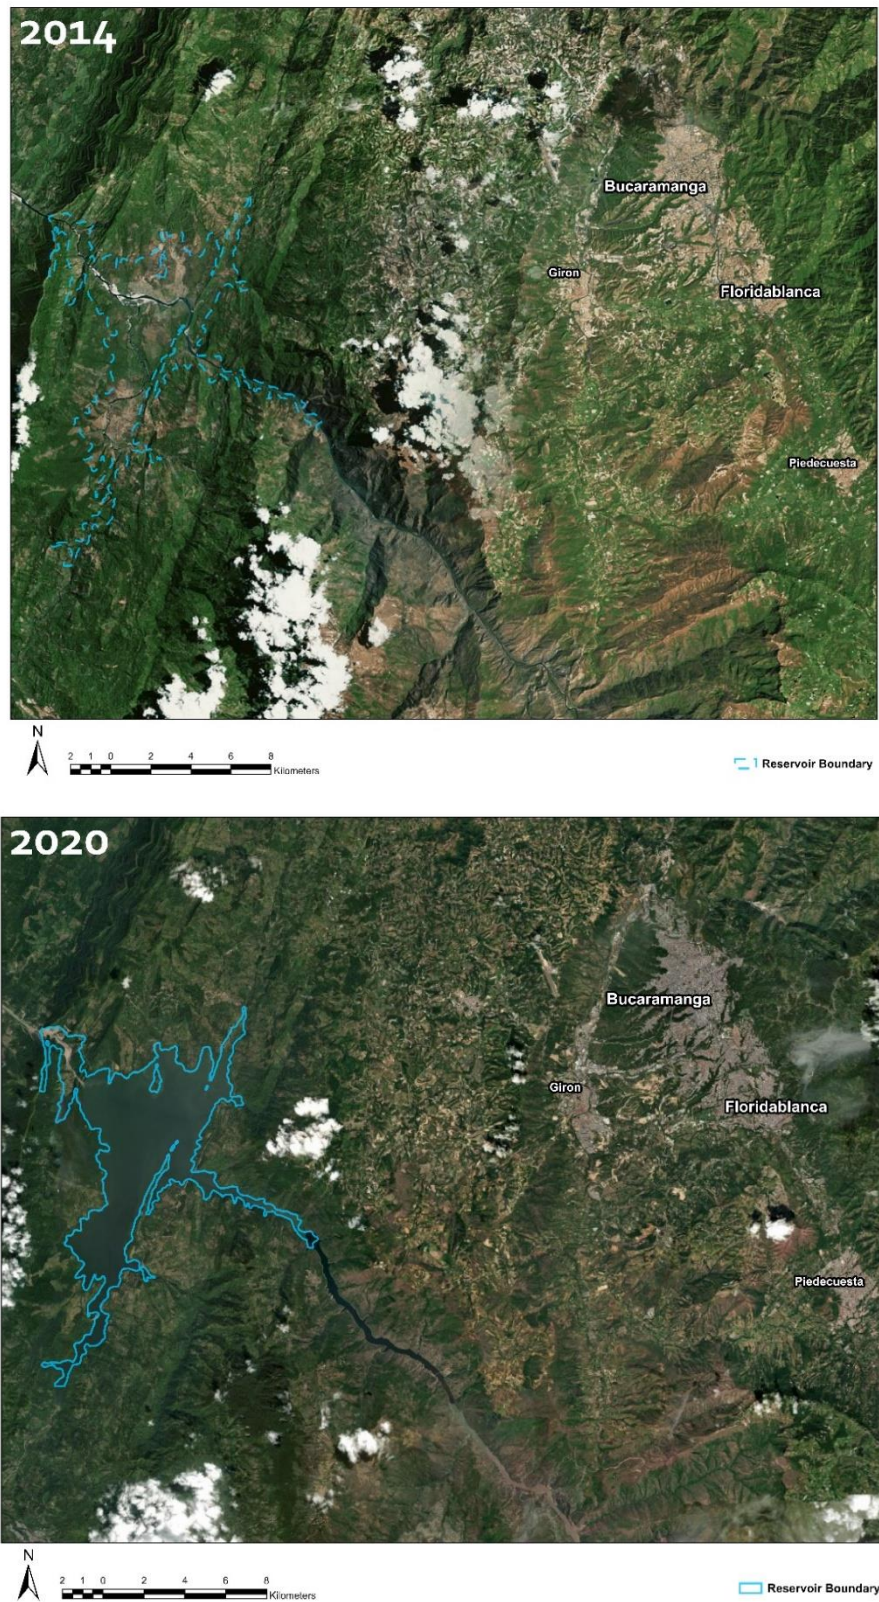 2014
Bucaramanga
Giron
Floridablanca
Piedecuesta
N
2 1 0 2 4 6 8
Kilometers
Reservoir Boundary
2020
Bucaramanga
Giron
Floridablanca
Piedecuesta
N
2 1 0 2 4 6 8
Kilometers
Reservoir Boundary